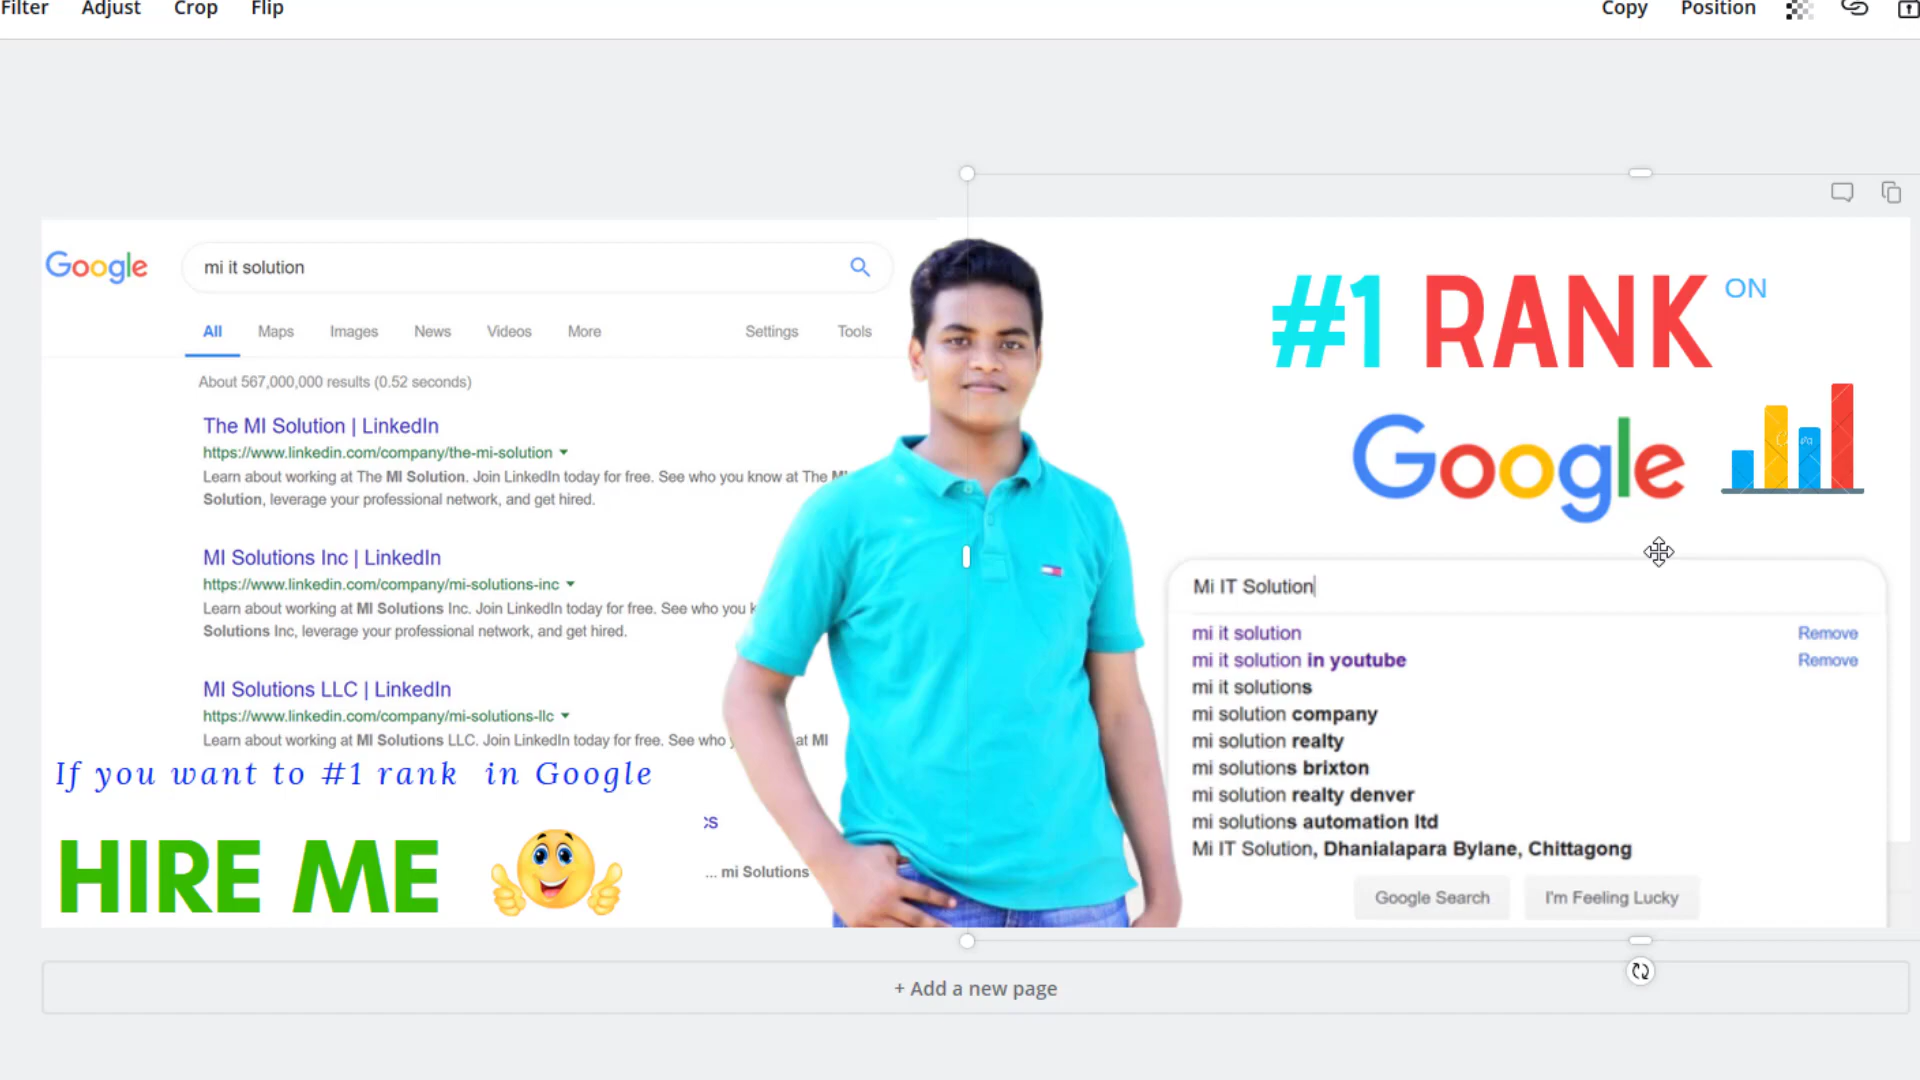 Filter Adjust Crop Flip
Copy Position
Google
mi it solution
All Maps Images News Videos More Settings Tools
About 567,000,000 results (0.52 seconds)
The MI Solution | LinkedIn
https://www.linkedin.com/company/the-mi-solution
Learn about working at The MI Solution. Join LinkedIn today for free. See who you know at The MI
Solution, leverage your professional network, and get hired.
MI Solutions Inc | LinkedIn
https://www.linkedin.com/company/mi-solutions-inc
Learn about working at MI Solutions Inc. Join LinkedIn today for free. See who you k
Solutions Inc, leverage your professional network, and get hired.
MI Solutions LLC | LinkedIn
https://www.linkedin.com/company/mi-solutions-llc
Learn about working at MI Solutions LLC. Join LinkedIn today for free. See who at MI
If you want to #1 rank in Google
cs
... mi Solutions
HIRE ME
#1 RANK ON
Google
Mi IT Solution
mi it solution Remove
mi it solution in youtube Remove
mi it solutions
mi solution company
mi solution realty
mi solutions brixton
mi solution realty denver
mi solutions automation ltd
Mi IT Solution, Dhanialapara Bylane, Chittagong
Google Search I'm Feeling Lucky
+ Add a new page